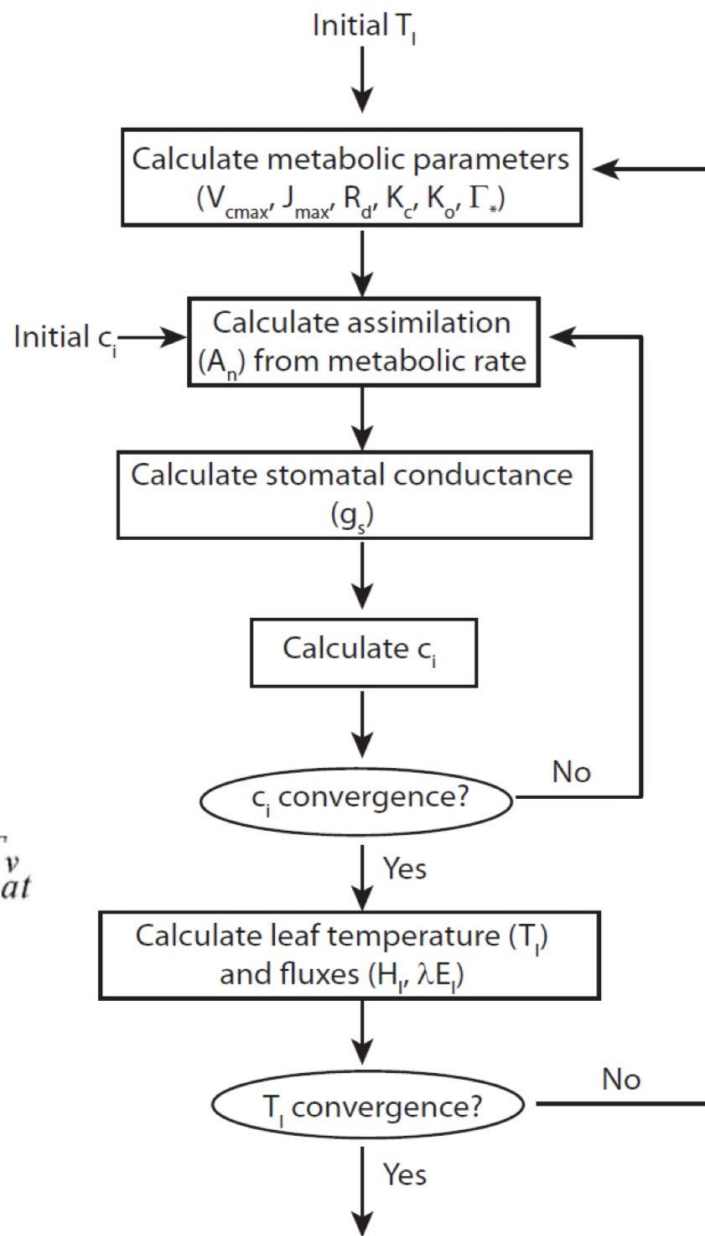 Initial T_l
Calculate metabolic parameters
(V_cmax, J_max, R_d, K_c, K_o, Γ_*)
Initial c_i
Calculate assimilation
(A_n) from metabolic rate
Calculate stomatal conductance
(g_s)
Calculate c_i
c_i convergence?
No
Yes
v
at
Calculate leaf temperature (T_l)
and fluxes (H_l, λE_l)
T_l convergence?
No
Yes